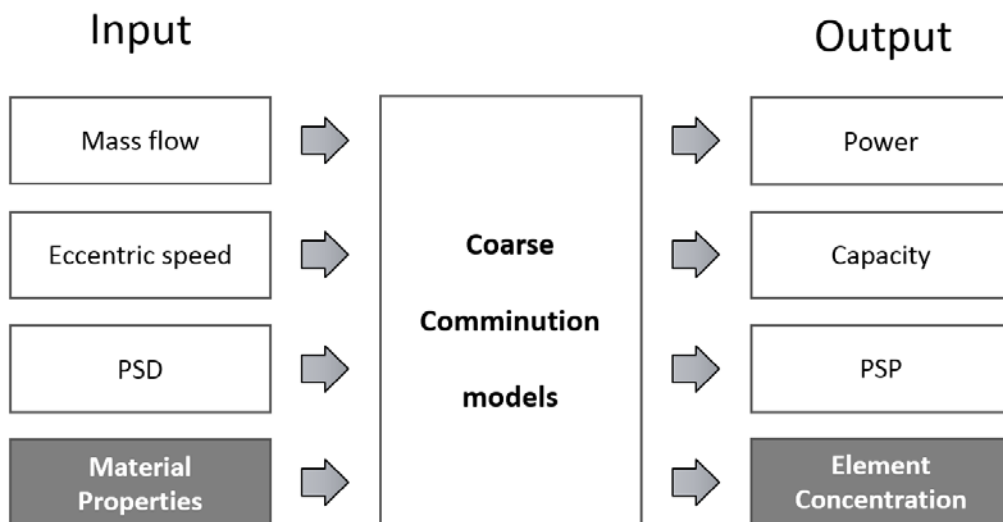 Input
Output
Mass flow
Power
Eccentric speed
Coarse
Comminution
models
Capacity
PSD
PSP
Material
Properties
Element
Concentration